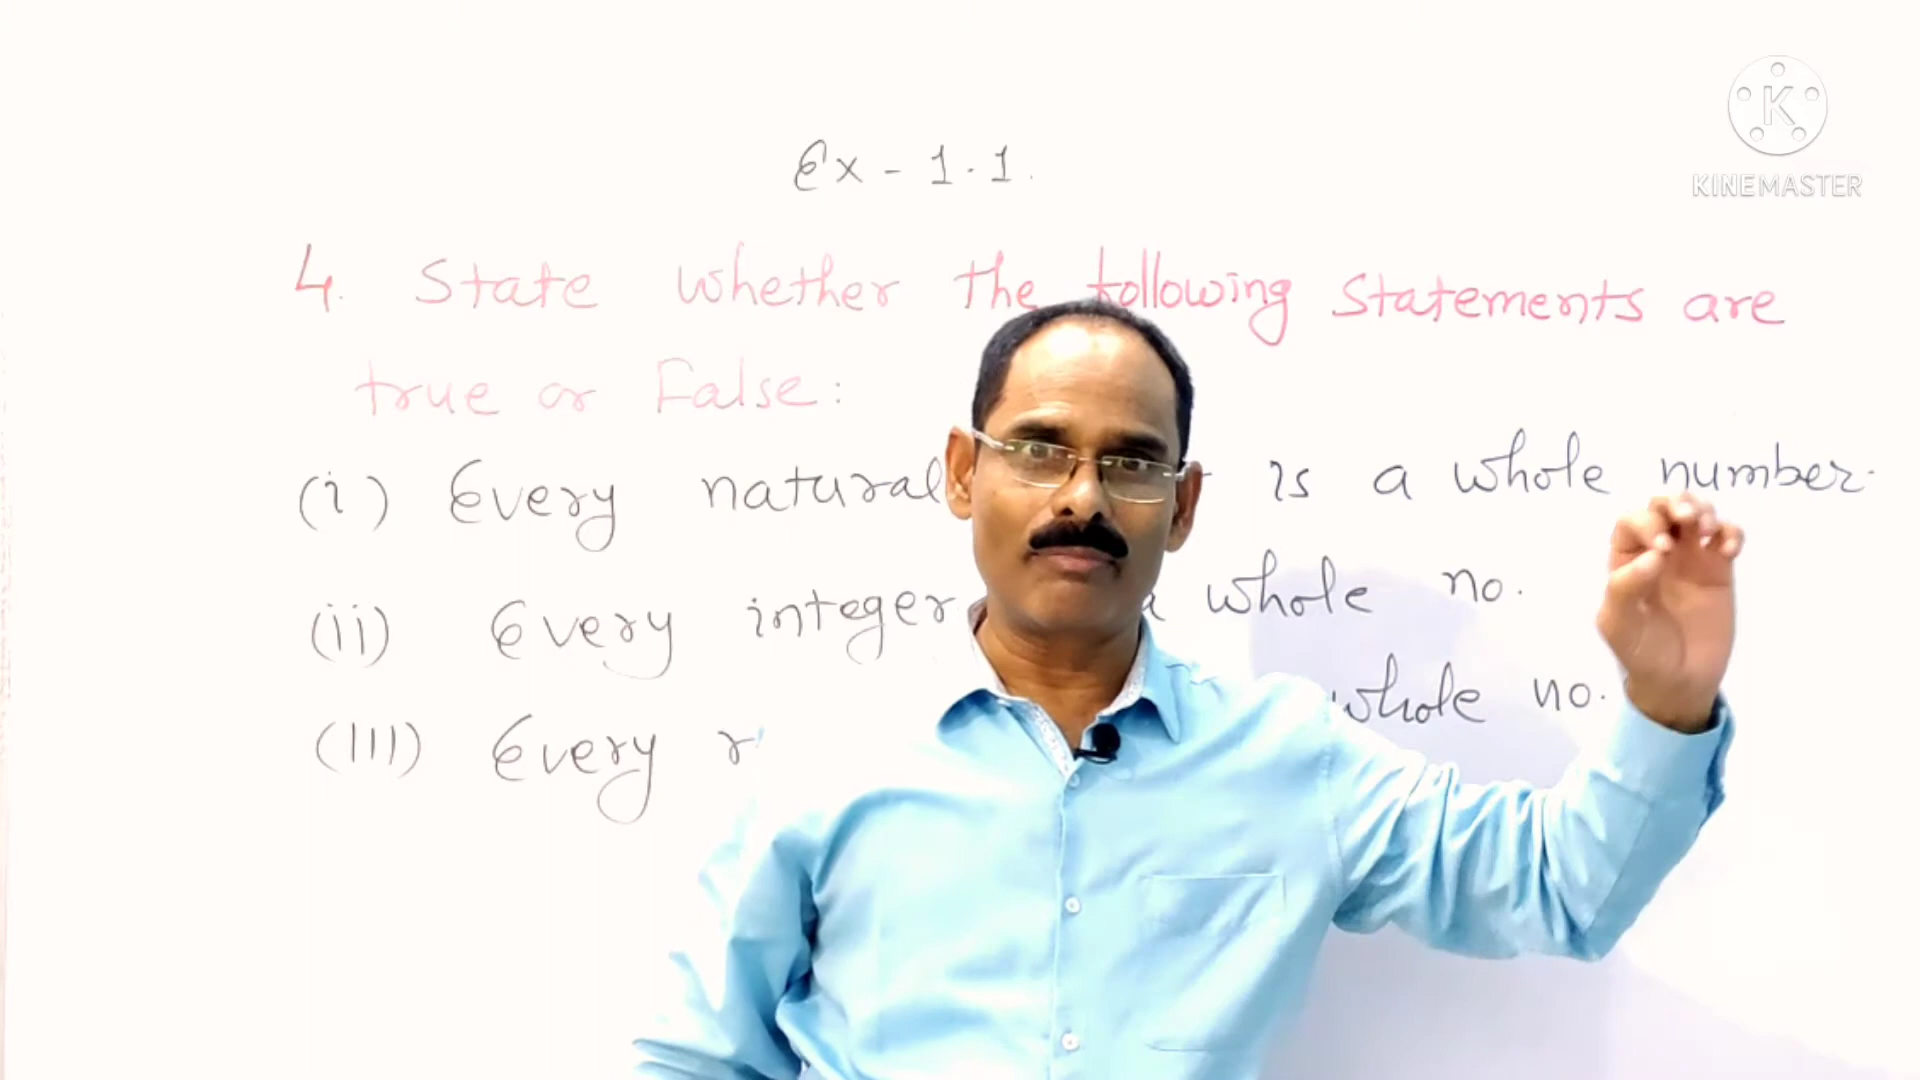 K
KINEMASTER
Ex - 1.1.
4. State whether the following statements are
true or False:
(i) Every natural is a whole number.
(ii) Every integer a whole no.
(III) Every r whole no.